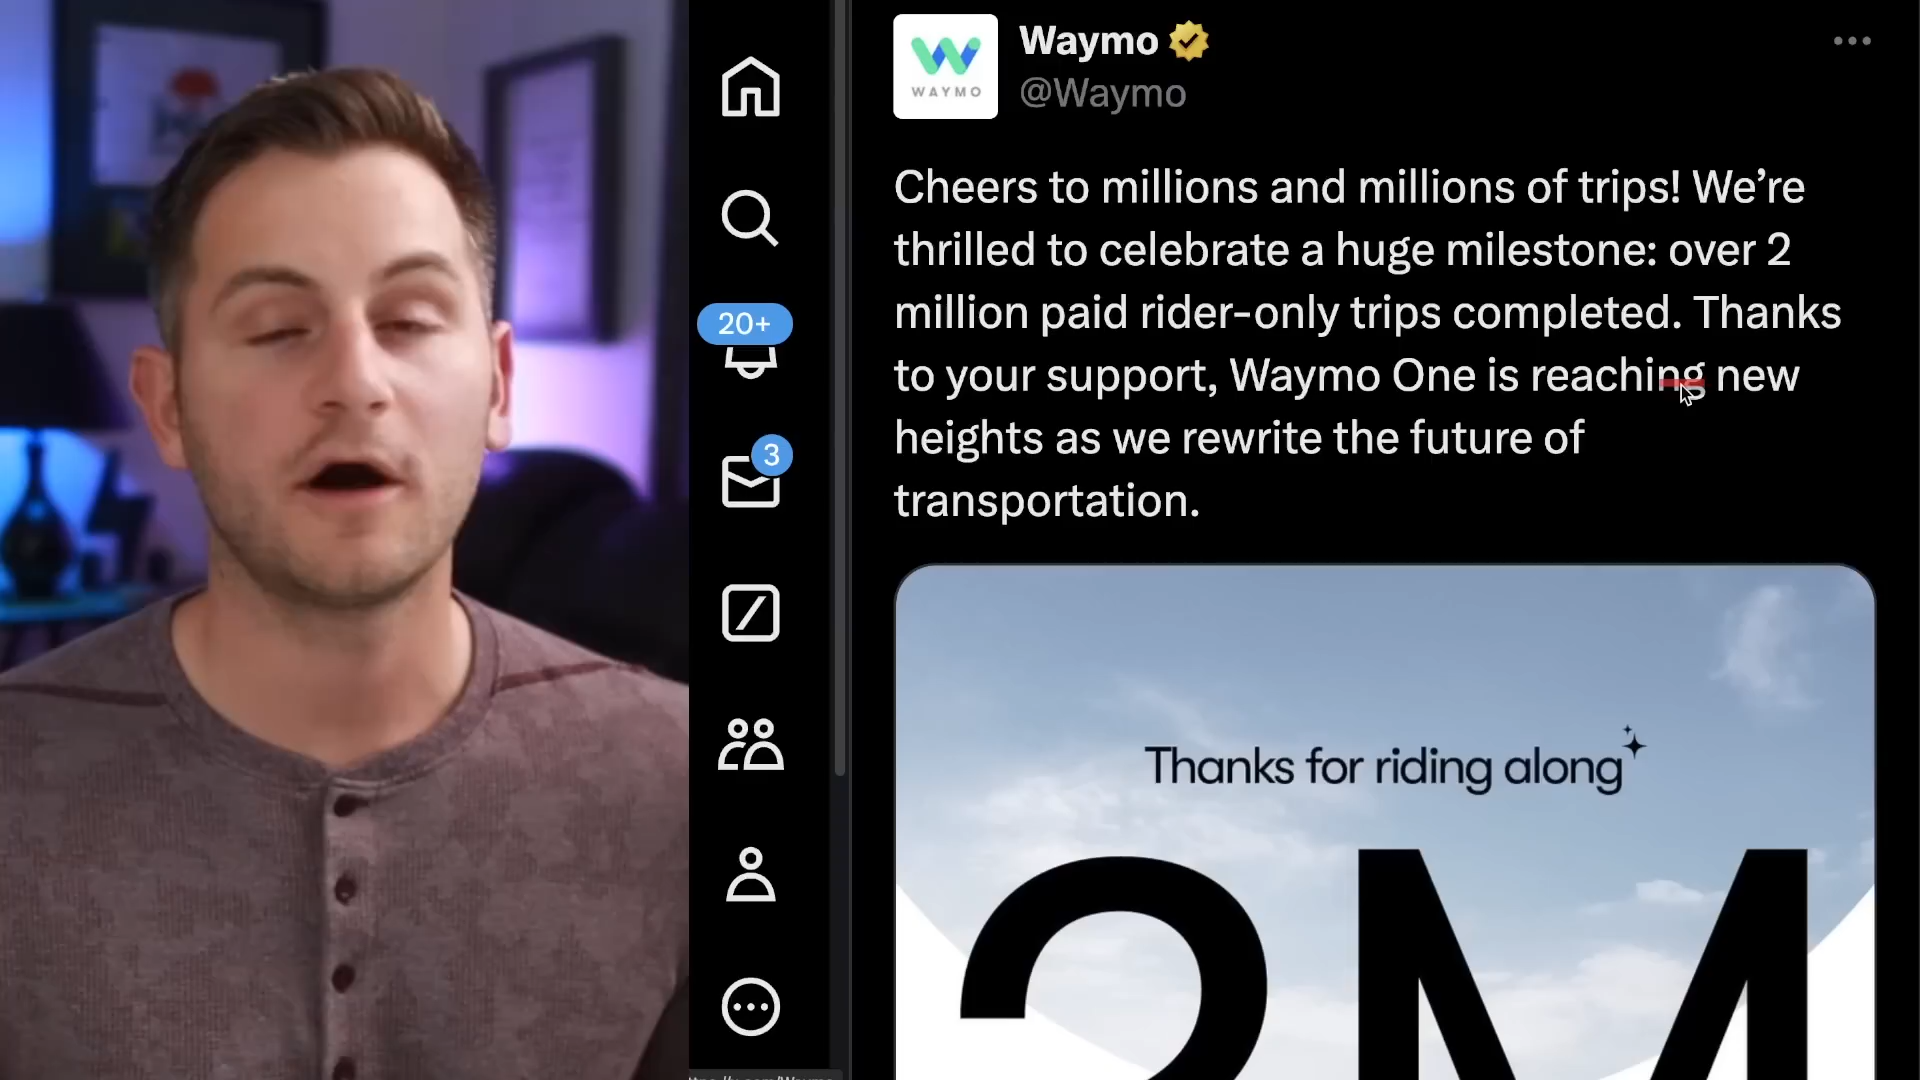 Waymo
@Waymo
WAYMO
20+
3
Cheers to millions and millions of trips! We’re
thrilled to celebrate a huge milestone: over 2
million paid rider-only trips completed. Thanks
to your support, Waymo One is reaching new
heights as we rewrite the future of
transportation.
Thanks for riding along
2M